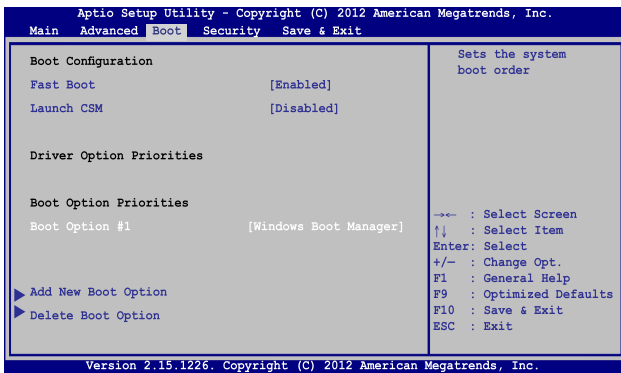 Aptio Setup Utility - Copyright (C) 2012 American Megatrends, Inc.
Main Advanced Boot Security Save & Exit
Boot Configuration
Fast Boot [Enabled]
Launch CSM [Disabled]
Driver Option Priorities
Boot Option Priorities
Boot Option #1 [Windows Boot Manager]
Add New Boot Option
Delete Boot Option
Sets the system
boot order
→← : Select Screen
↑↓ : Select Item
Enter: Select
+/— : Change Opt.
F1 : General Help
F9 : Optimized Defaults
F10 : Save & Exit
ESC : Exit
Version 2.15.1226. Copyright (C) 2012 American Megatrends, Inc.